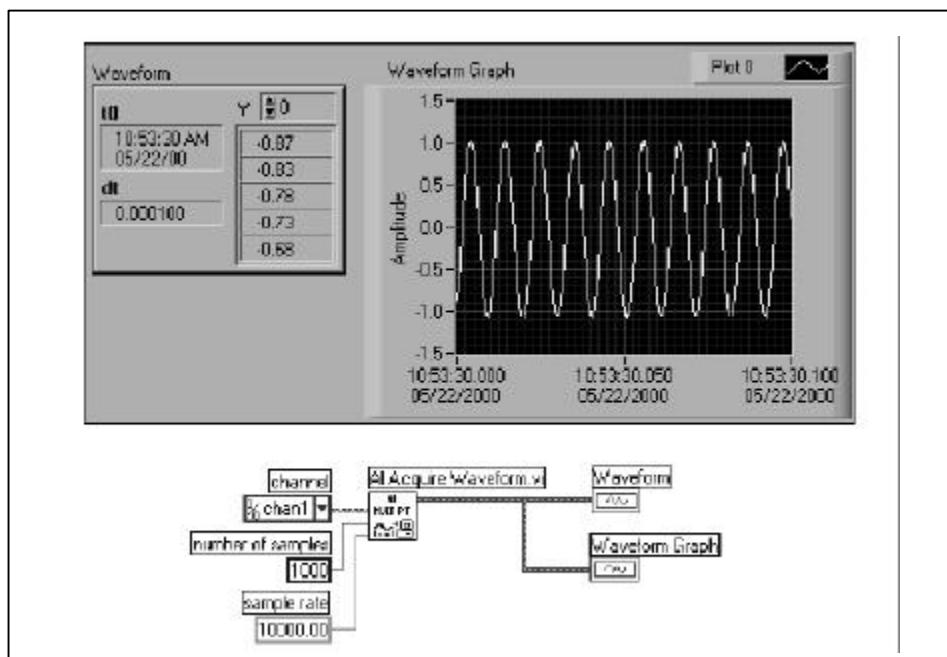 Waveform
t0
10:53:30 AM
05/22/00
dt
0.000100
Y 0
-0.87
-0.83
-0.78
-0.73
-0.68
Waveform Graph
Plot 0
Amplitude
1.5
1.0
0.5
0.0
-0.5
-1.0
-1.5
10:53:30.000
05/22/2000
10:53:30.050
05/22/2000
10:53:30.100
05/22/2000
channel
chan1
number of samples
1000
sample rate
10000.00
AI Acquire Waveform.vi
AI
MULT PT
Waveform
Waveform Graph